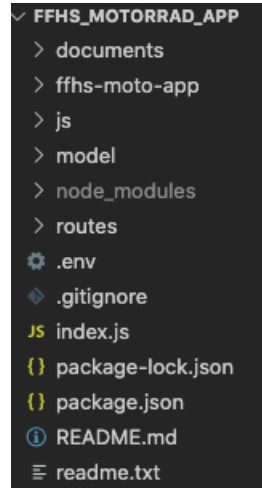 FFHS_MOTORRAD_APP
documents
ffhs-moto-app
js
model
node_modules
routes
.env
.gitignore
JS index.js
{} package-lock.json
{} package.json
README.md
readme.txt